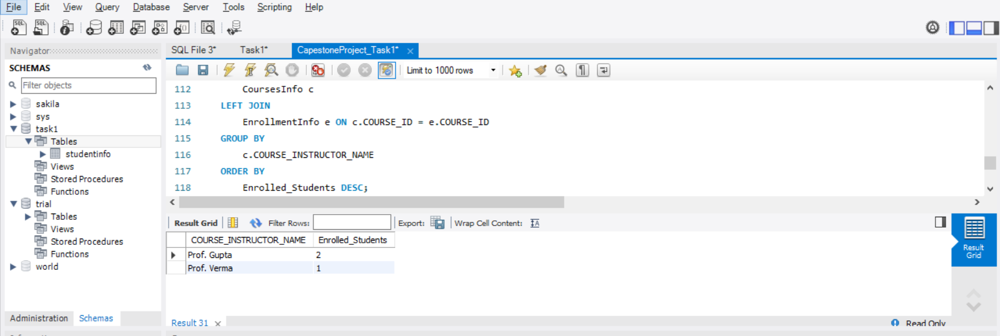 File Edit View Query Database Server Tools Scripting Help
Navigator
SCHEMAS
Filter objects
sakila
sys
task1
Tables
studentinfo
Views
Stored Procedures
Functions
trial
Tables
Views
Stored Procedures
Functions
world
Administration Schemas
SQL File 3* Task1* CapestoneProject_Task1*
Limit to 1000 rows
112 CoursesInfo c
113 LEFT JOIN
114 EnrollmentInfo e ON c.COURSE_ID = e.COURSE_ID
115 GROUP BY
116 c.COURSE_INSTRUCTOR_NAME
117 ORDER BY
118 Enrolled_Students DESC;
Result Grid Filter Rows: Export: Wrap Cell Content:
COURSE_INSTRUCTOR_NAME Enrolled_Students
Prof. Gupta 2
Prof. Verma 1
Result
Grid
Result 31 Read Only